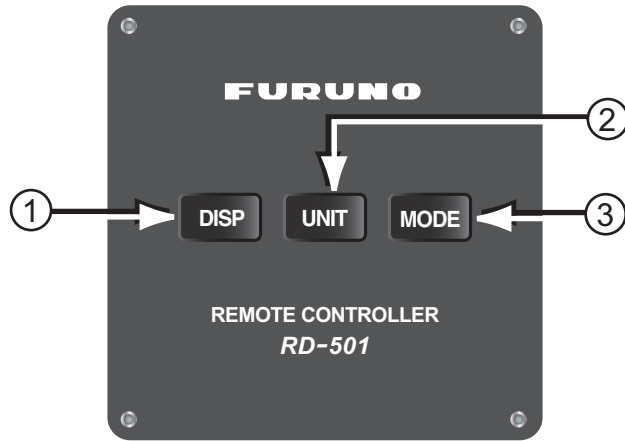 FURUNO
2
1
DISP UNIT MODE
3
REMOTE CONTROLLER
RD-501